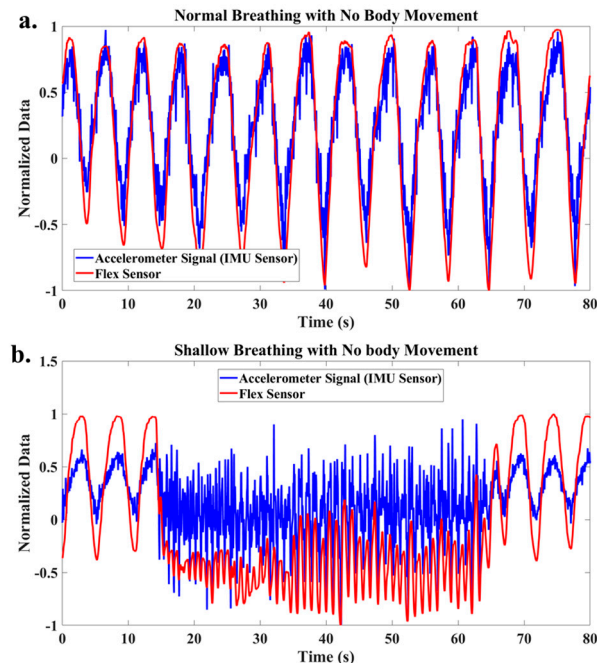 a.
Normal Breathing with No Body Movement
1
0.5
0
-0.5
-1
Normalized Data
Accelerometer Signal (IMU Sensor)
Flex Sensor
0 10 20 30 40 50 60 70 80
Time (s)
b.
Shallow Breathing with No body Movement
1.5
1
0.5
0
-0.5
-1
Normalized Data
Accelerometer Signal (IMU Sensor)
Flex Sensor
0 10 20 30 40 50 60 70 80
Time (s)